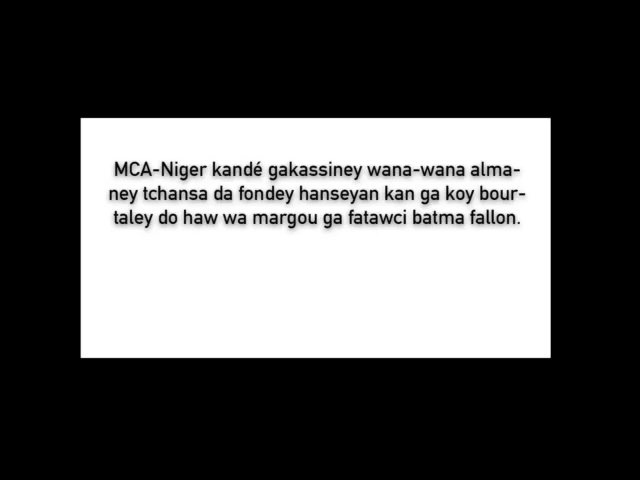 MCA-Niger kandé gakassiney wana-wana alma-
ney tchansa da fondey hanseyan kan ga koy bour-
taley do haw wa margou ga fatawci batma fallon.